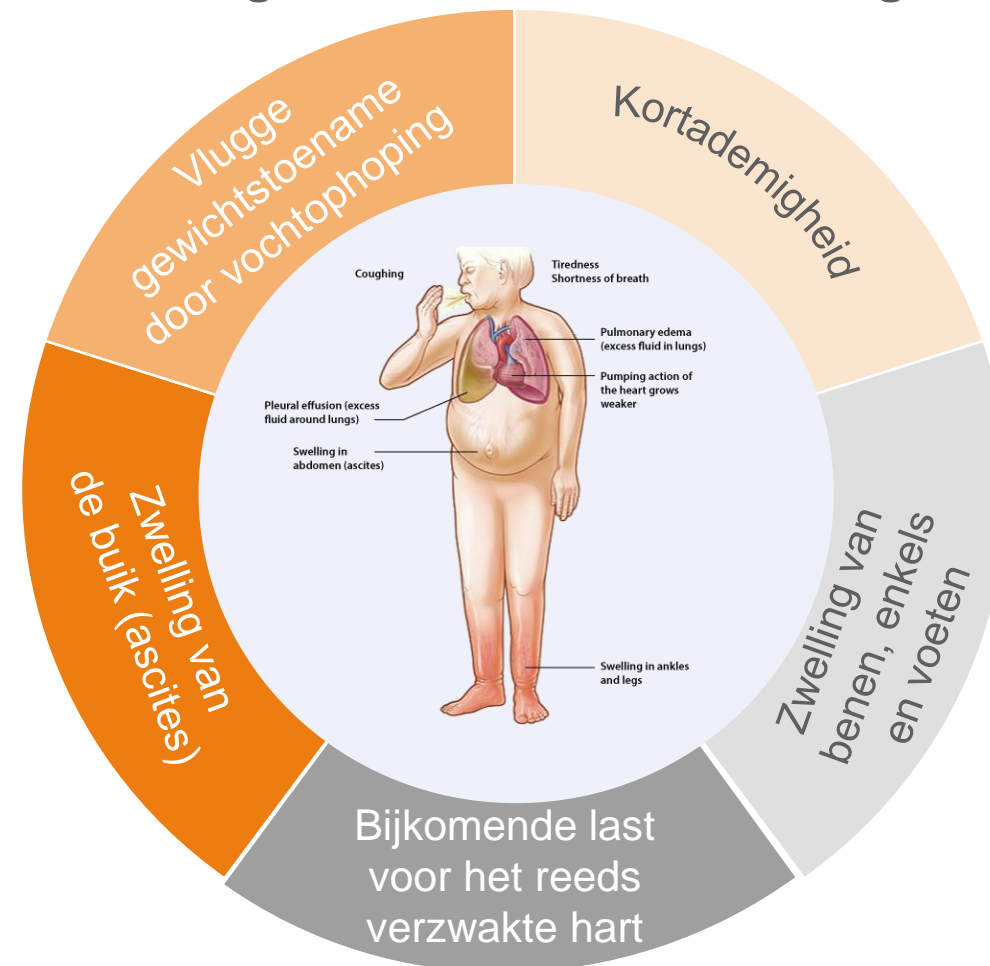 Vlugge
gewichtstoename
door vochtophoping
Kortademigheid
Coughing
Tiredness
Shortness of breath
Pulmonary edema
(excess fluid in lungs)
Pumping action of
the heart grows
weaker
Pleural effusion (excess
fluid around lungs)
Swelling in
abdomen (ascites)
Swelling in ankles
and legs
Zwelling van
de buik (ascites)
Zwelling van
benen, enkels
en voeten
Bijkomende last
voor het reeds
verzwakte hart